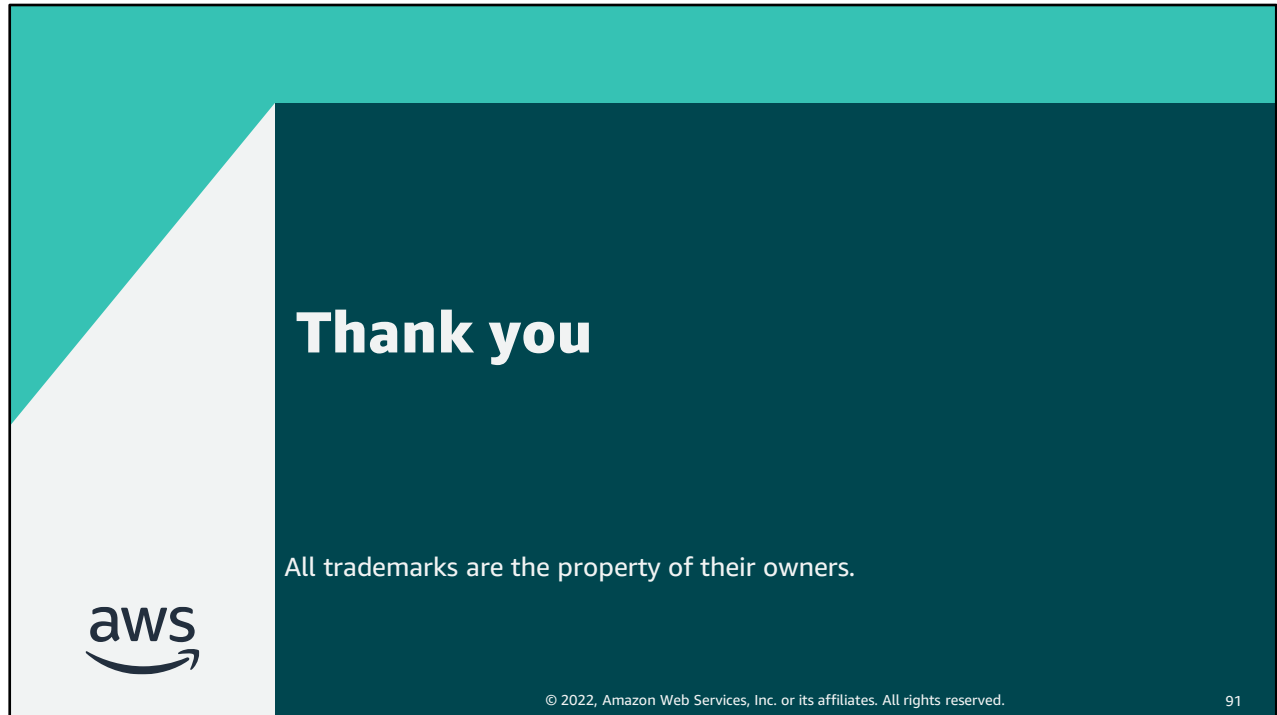 Thank you
All trademarks are the property of their owners.
aws
© 2022, Amazon Web Services, Inc. or its affiliates. All rights reserved.
91